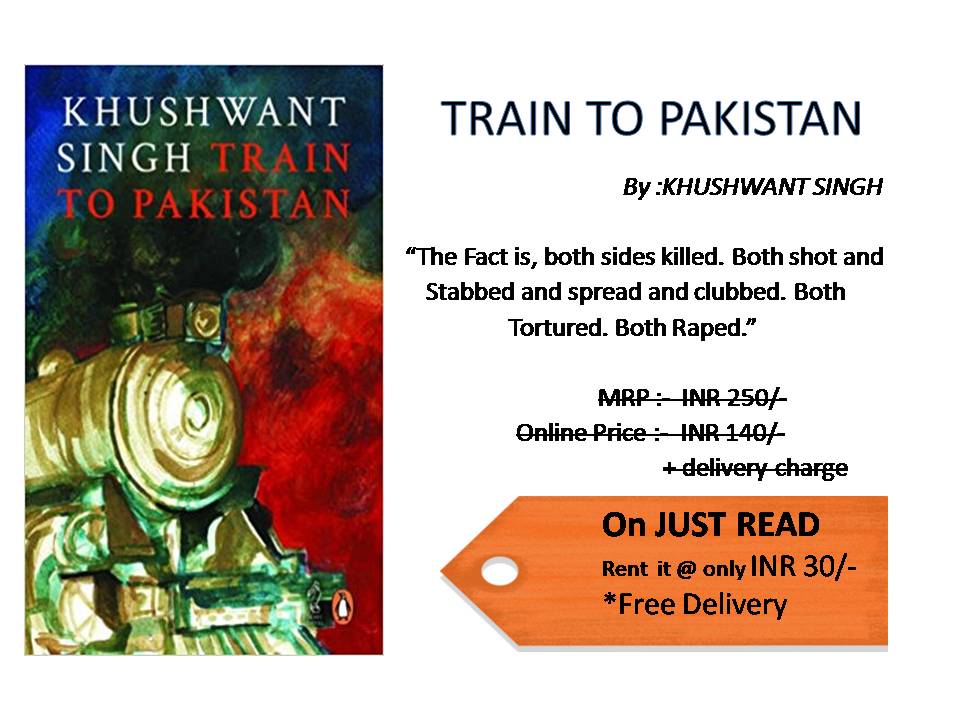 KHUSHWANT
SINGH TRAIN
TO PAKISTAN
TRAIN TO PAKISTAN
By :KHUSHWANT SINGH
“The Fact is, both sides killed. Both shot and
Stabbed and spread and clubbed. Both
Tortured. Both Raped.”
MRP :- INR 250/-
Online Price :- INR 140/-
+ delivery charge
On JUST READ
Rent it @ only INR 30/-
*Free Delivery